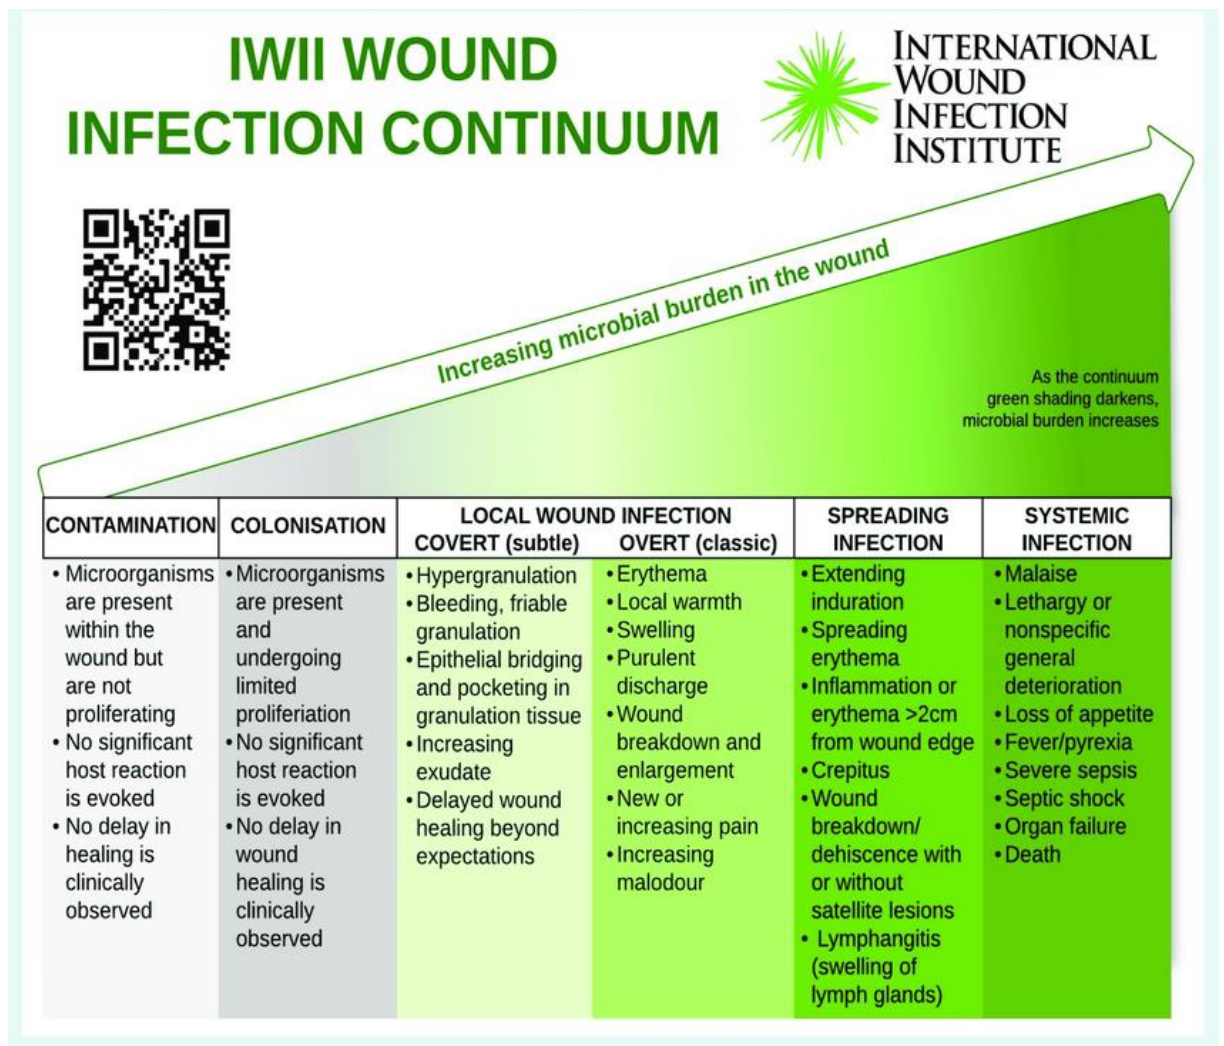 IWII WOUND
INFECTION CONTINUUM
INTERNATIONAL
WOUND
INFECTION
INSTITUTE
Increasing microbial burden in the wound
As the continuum
green shading darkens,
microbial burden increases
CONTAMINATION
• Microorganisms
are present
within the
wound but
are not
proliferating
• No significant
host reaction
is evoked
• No delay in
healing is
clinically
observed
COLONISATION
• Microorganisms
are present
and
undergoing
limited
proliferiation
• No significant
host reaction
is evoked
• No delay in
wound
healing is
clinically
observed
LOCAL WOUND INFECTION
COVERT (subtle)
• Hypergranulation
• Bleeding, friable
granulation
• Epithelial bridging
and pocketing in
granulation tissue
• Increasing
exudate
• Delayed wound
healing beyond
expectations
OVERT (classic)
• Erythema
• Local warmth
• Swelling
• Purulent
discharge
• Wound
breakdown and
enlargement
• New or
increasing pain
• Increasing
malodour
SPREADING
INFECTION
• Extending
induration
• Spreading
erythema
• Inflammation or
erythema >2cm
from wound edge
• Crepitus
• Wound
breakdown/
dehiscence with
or without
satellite lesions
• Lymphangitis
(swelling of
lymph glands)
SYSTEMIC
INFECTION
• Malaise
• Lethargy or
nonspecific
general
deterioration
• Loss of appetite
• Fever/pyrexia
• Severe sepsis
• Septic shock
• Organ failure
• Death